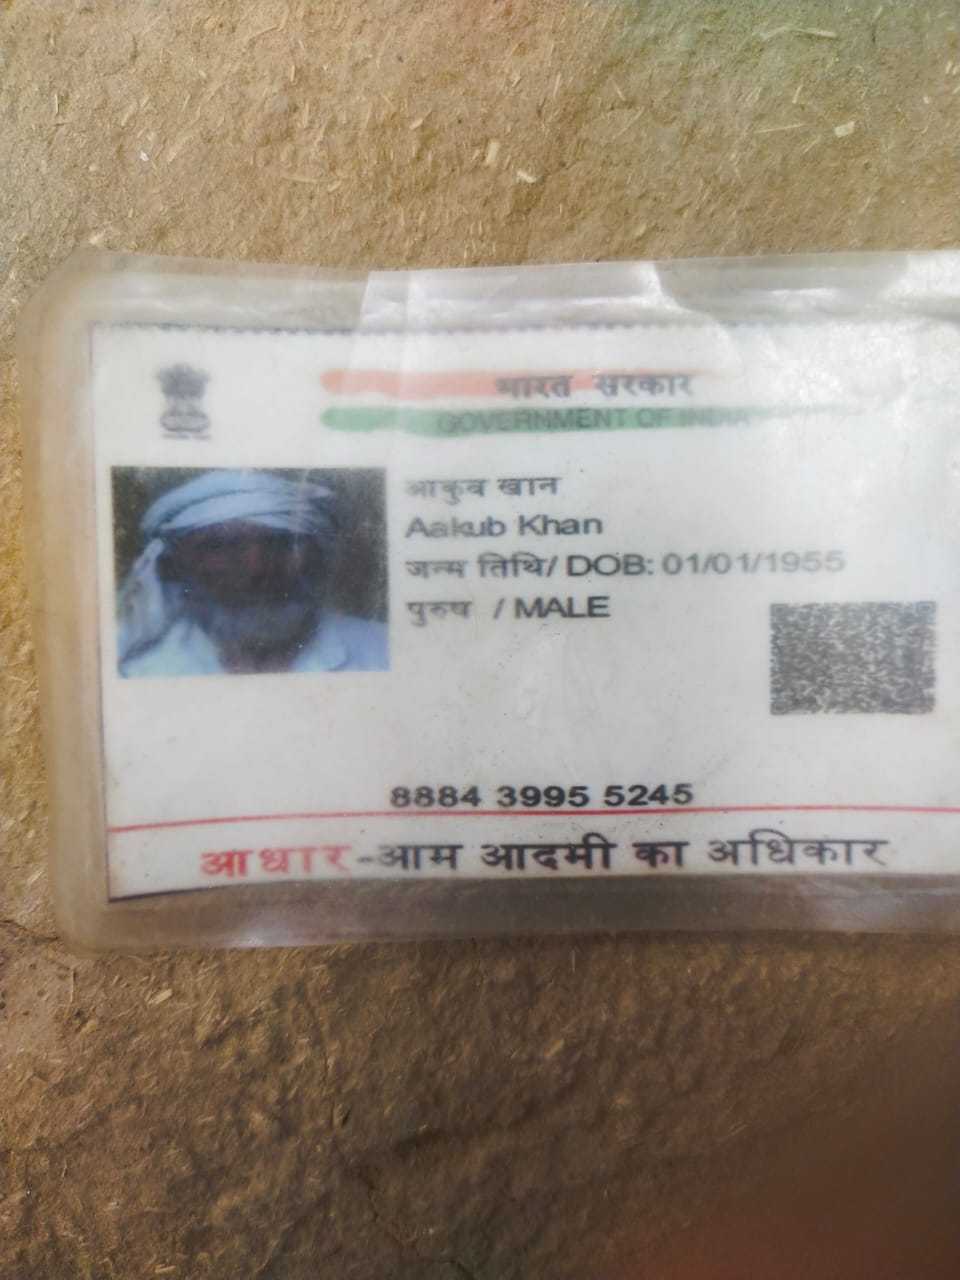 भारत सरकार
GOVERNMENT OF INDIA
आकुब खान
Aakub Khan
जन्म तिथि/ DOB: 01/01/1955
पुरुष / MALE
8884 3995 5245
आधार-आम आदमी का अधिकार